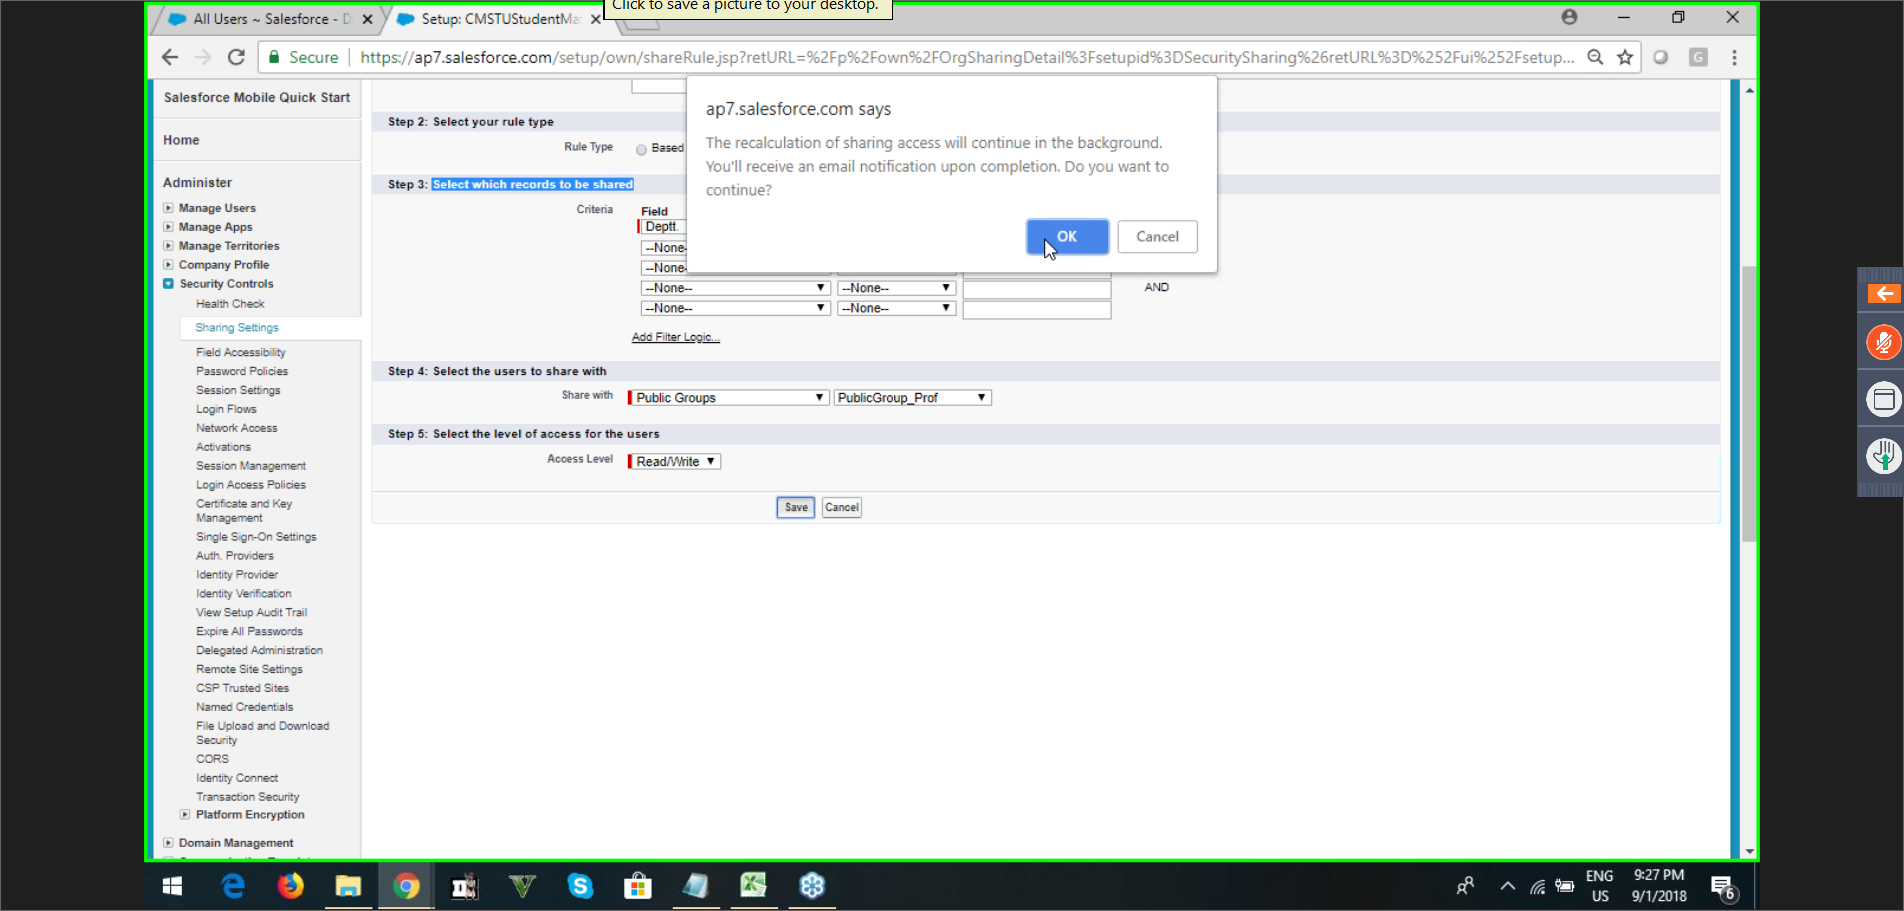 Click to save a picture to your desktop.
All Users ~ Salesforce - D
Setup: CMSTUStudentMa
Secure
https://ap7.salesforce.com/setup/own/shareRule.jsp?retURL=%2Fp%2Fown%2FOrgSharingDetail%3Fsetupid%3DSecuritySharing%26retURL%3D%252Fui%252Fsetup...
G
Salesforce Mobile Quick Start
Home
Administer
Manage Users
Manage Apps
Manage Territories
Company Profile
Security Controls
Health Check
Sharing Settings
Field Accessibility
Password Policies
Session Settings
Login Flows
Network Access
Activations
Session Management
Login Access Policies
Certificate and Key
Management
Single Sign-On Settings
Auth. Providers
Identity Provider
Identity Verification
View Setup Audit Trail
Expire All Passwords
Delegated Administration
Remote Site Settings
CSP Trusted Sites
Named Credentials
File Upload and Download
Security
CORS
Identity Connect
Transaction Security
Platform Encryption
Domain Management
Step 2: Select your rule type
Rule Type Based
Step 3: Select which records to be shared
Criteria Field
Deptt.
--None-
--None-
--None-- --None-- AND
--None-- --None--
Add Filter Logic...
Step 4: Select the users to share with
Share with Public Groups PublicGroup_Prof
Step 5: Select the level of access for the users
Access Level Read/Write
Save Cancel
ap7.salesforce.com says
The recalculation of sharing access will continue in the background.
You'll receive an email notification upon completion. Do you want to
continue?
OK Cancel
ENG
US
9:27 PM
9/1/2018
6